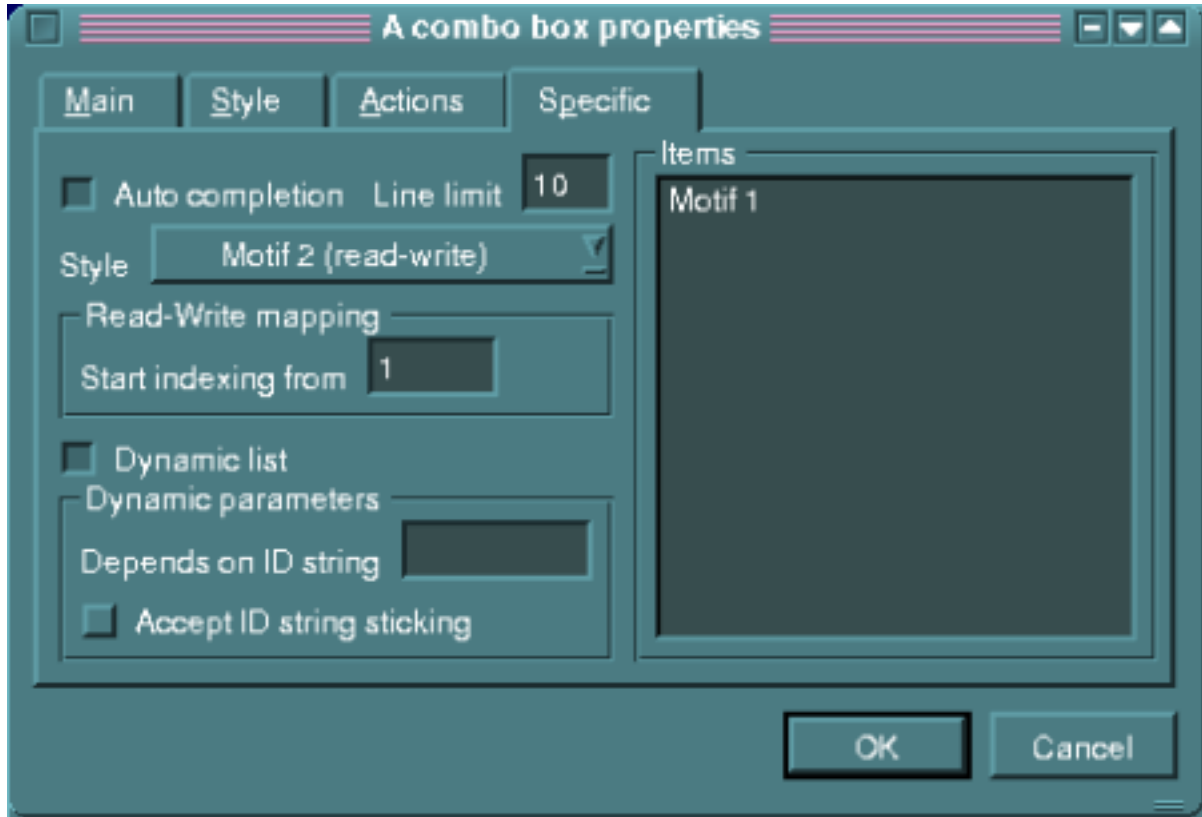 A combo box properties
Main Style Actions Specific
Auto completion Line limit 10
Style Motif 2 (read-write)
Read-Write mapping
Start indexing from 1
Dynamic list
Dynamic parameters
Depends on ID string
Accept ID string sticking
Items
Motif 1
OK Cancel